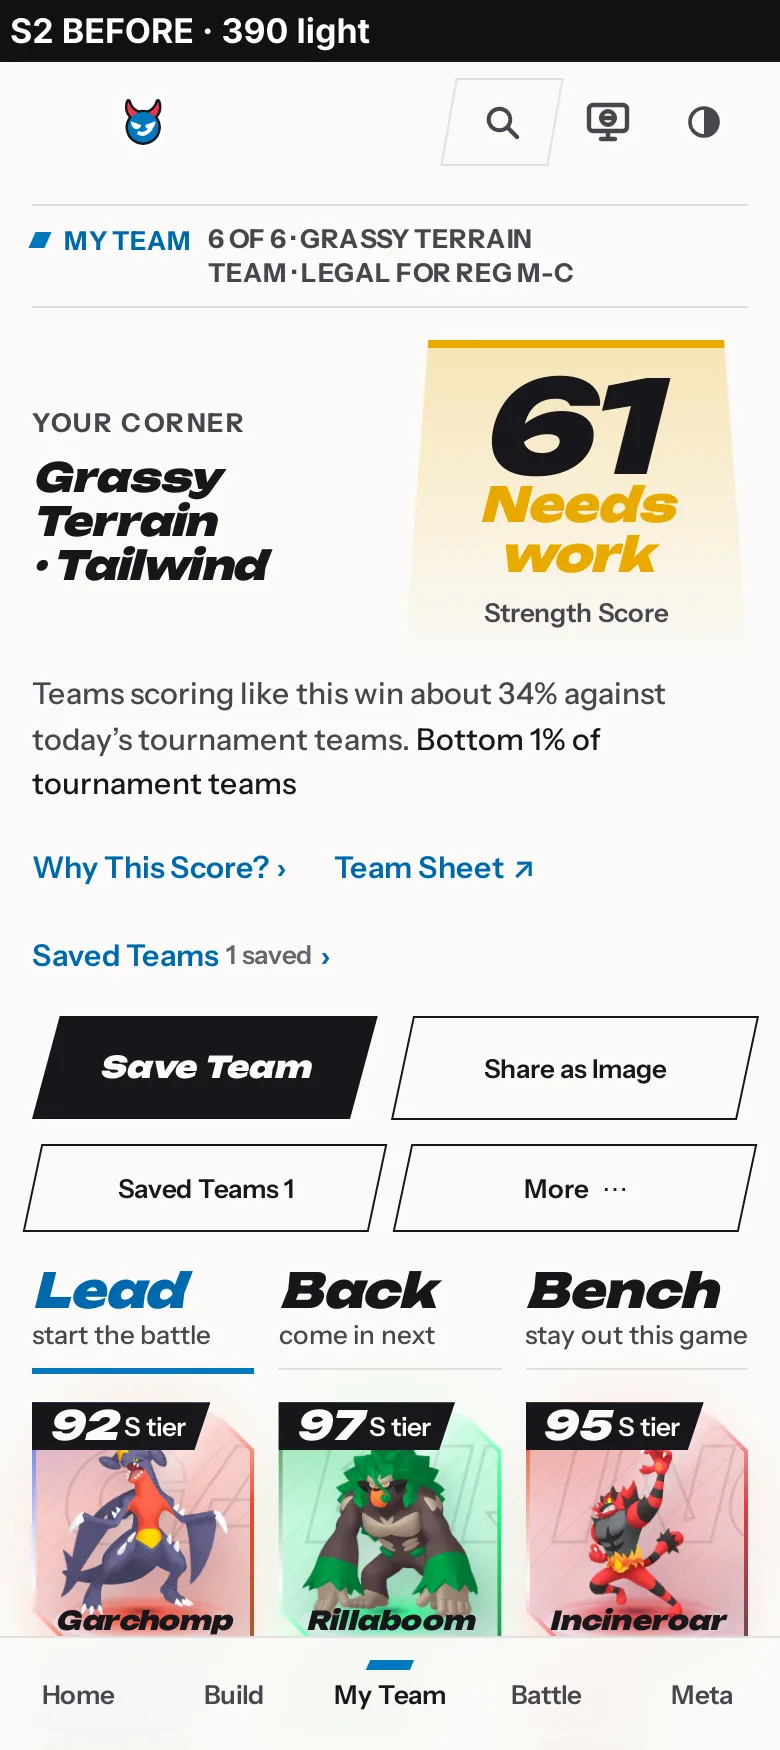 S2 BEFORE · 390 light
MY TEAM 6 OF 6 · GRASSY TERRAIN
TEAM · LEGAL FOR REG M-C
YOUR CORNER
Grassy
Terrain
· Tailwind
61
Needs
work
Strength Score
Teams scoring like this win about 34% against
today’s tournament teams. Bottom 1% of
tournament teams
Why This Score? › Team Sheet ↗
Saved Teams 1 saved ›
Save Team Share as Image
Saved Teams 1 More ···
Lead Back Bench
start the battle come in next stay out this game
92 S tier 97 S tier 95 S tier
Garchomp Rillaboom Incineroar
Home Build My Team Battle Meta